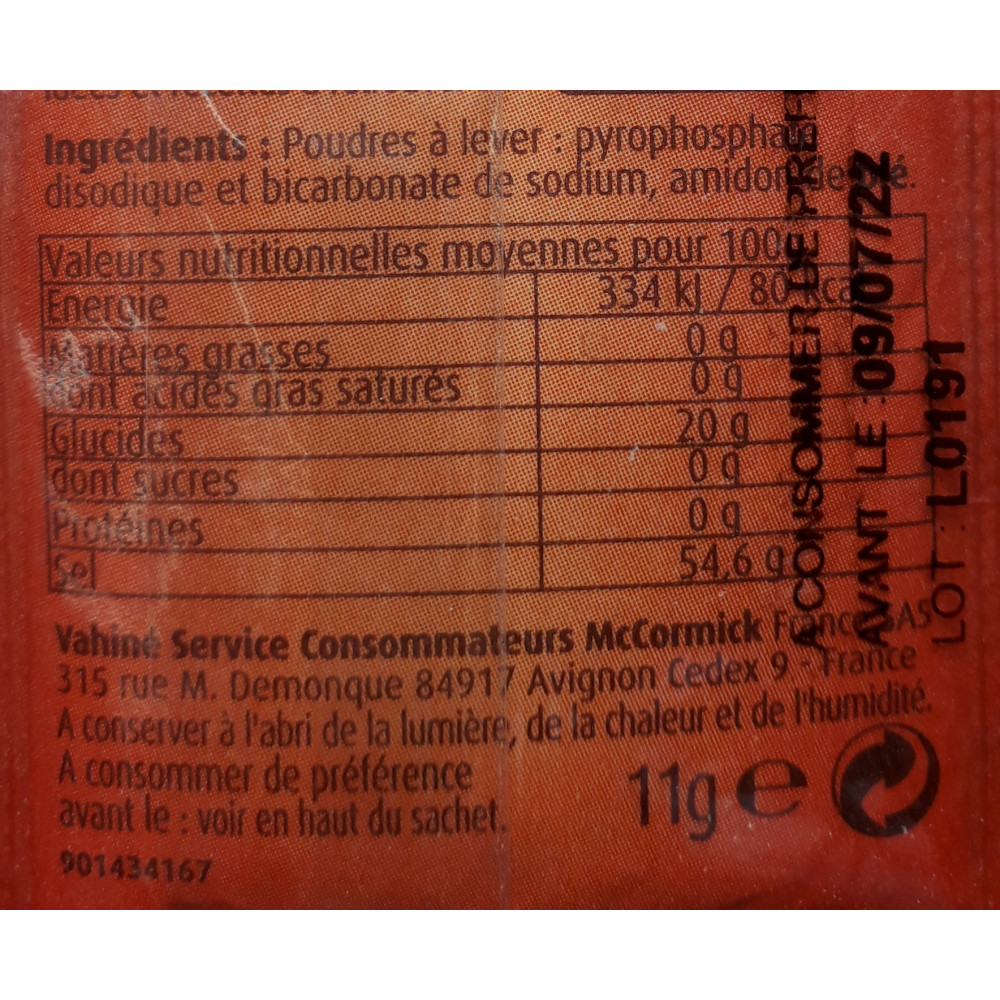 Ingrédients : Poudres à lever : pyrophosphate
disodique et bicarbonate de sodium, amidon de blé.
Valeurs nutritionnelles moyennes pour 100g
Energie 334 kJ / 80 kcal
Matières grasses 0 g
dont acides gras saturés 0 g
Glucides 20 g
dont sucres 0 g
Protéines 0 g
Sel 54,6 g
Vahiné Service Consommateurs McCormick France SAS
315 rue M. Demonque 84917 Avignon Cedex 9 - France
A conserver à l'abri de la lumière, de la chaleur et de l'humidité.
A consommer de préférence
avant le : voir en haut du sachet.
11g e
901434167
A CONSOMMER DE PREF
AVANT LE :09/07/22
LOT : L0191